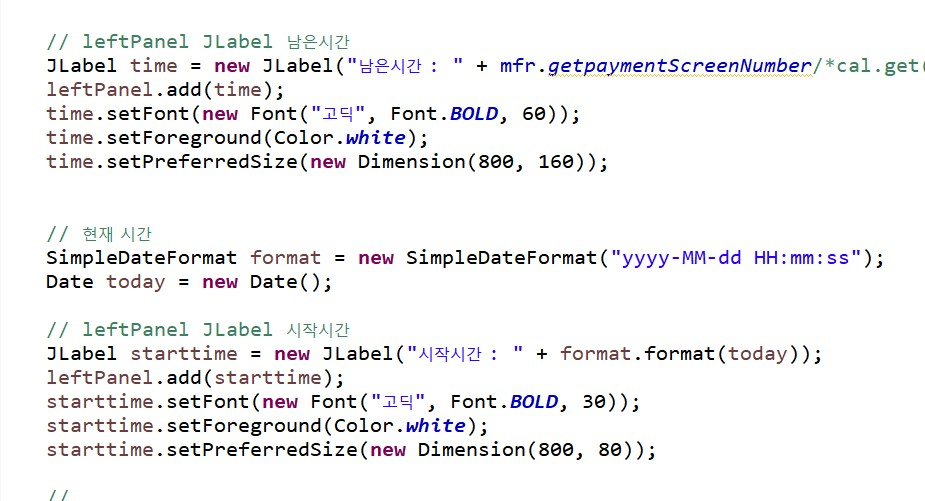 // leftPanel JLabel 남은시간
JLabel time = new JLabel("남은시간 : " + mfr.getpaymentScreenNumber/*cal.get(
leftPanel.add(time);
time.setFont(new Font("고딕", Font.BOLD, 60));
time.setForeground(Color.white);
time.setPreferredSize(new Dimension(800, 160));
// 현재 시간
SimpleDateFormat format = new SimpleDateFormat("yyyy-MM-dd HH:mm:ss");
Date today = new Date();
// leftPanel JLabel 시작시간
JLabel starttime = new JLabel("시작시간 : " + format.format(today));
leftPanel.add(starttime);
starttime.setFont(new Font("고딕", Font.BOLD, 30));
starttime.setForeground(Color.white);
starttime.setPreferredSize(new Dimension(800, 80));
//